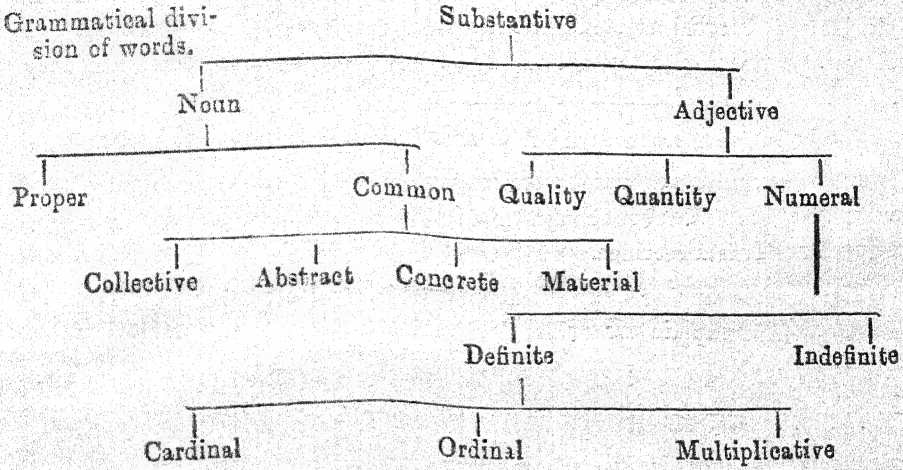 Grammatical divi-
sion of words.
Substantive
Noun
Adjective
Proper
Common
Quality
Quantity
Numeral
Collective
Abstract
Concrete
Material
Definite
Indefinite
Cardinal
Ordinal
Multiplicative